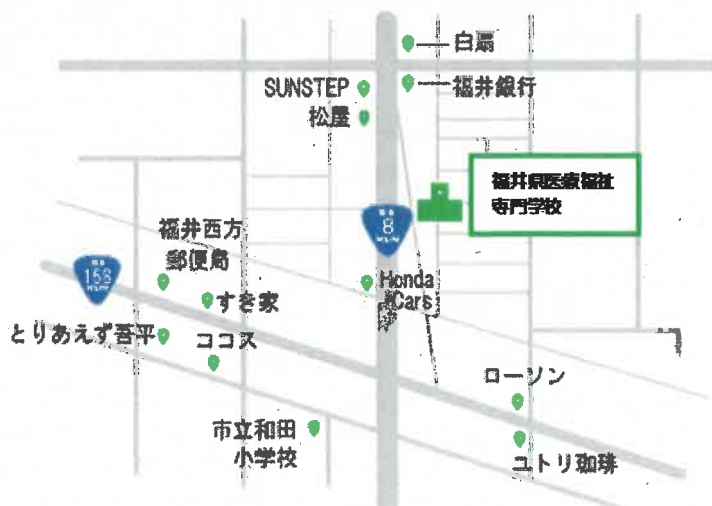 白扇
SUNSTEP
福井銀行
松屋
福井県医療福祉
専門学校
8
福井西方
郵便局
158
すき家
Honda
Cars
とりあえず吾平
ココス
ローソン
市立和田
小学校
ユトリ珈琲